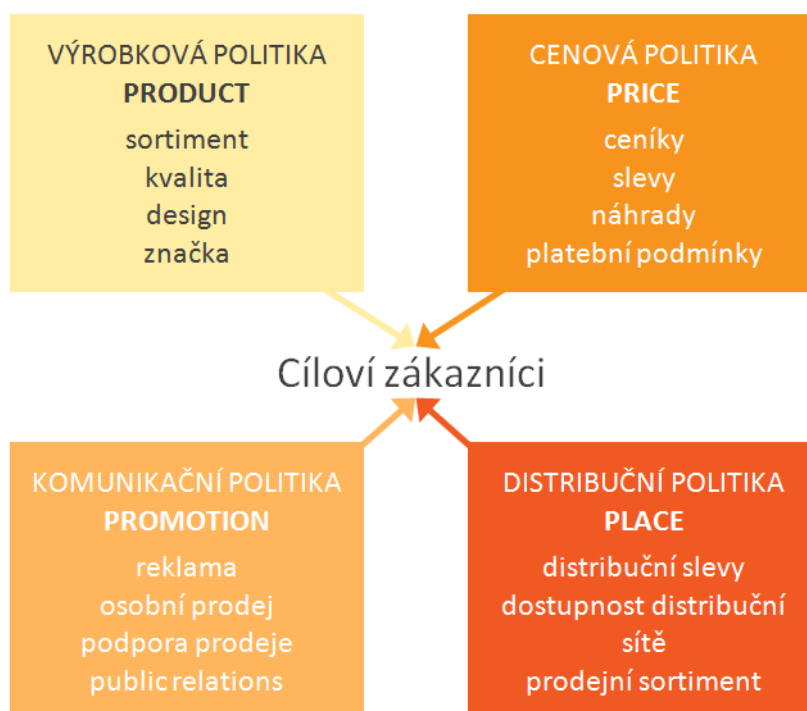 VÝROBKOVÁ POLITIKA
PRODUCT
sortiment
kvalita
design
značka
CENOVÁ POLITIKA
PRICE
ceníky
slevy
náhrady
platební podmínky
Cíloví zákazníci
KOMUNIKAČNÍ POLITIKA
PROMOTION
reklama
osobní prodej
podpora prodeje
public relations
DISTRIBUČNÍ POLITIKA
PLACE
distribuční slevy
dostupnost distribuční
sítě
prodejní sortiment